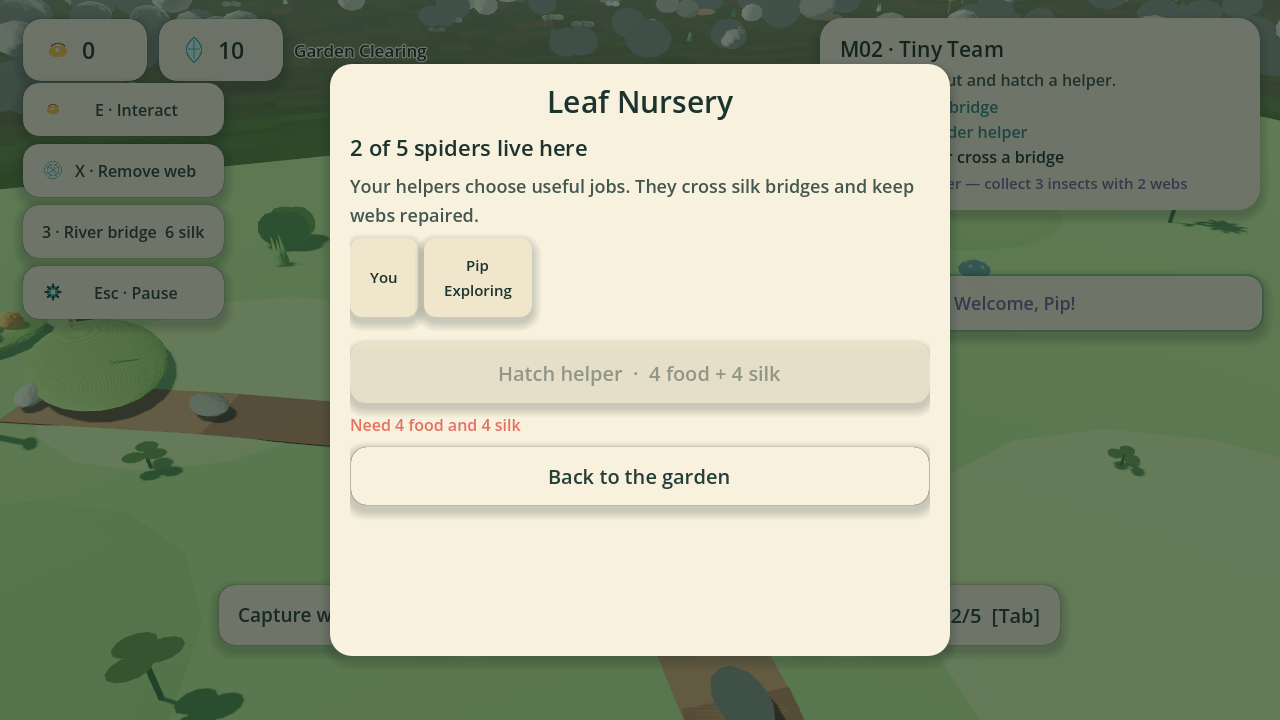 0
10
Garden Clearing
E · Interact
X · Remove web
3 · River bridge 6 silk
Esc · Pause
M02 · Tiny Team
and hatch a helper.
bridge
helper
cross a bridge
— collect 3 insects with 2 webs
Welcome, Pip!
Leaf Nursery
2 of 5 spiders live here
Your helpers choose useful jobs. They cross silk bridges and keep
webs repaired.
You
Pip
Exploring
Hatch helper · 4 food + 4 silk
Need 4 food and 4 silk
Back to the garden
Capture
2/5 [Tab]